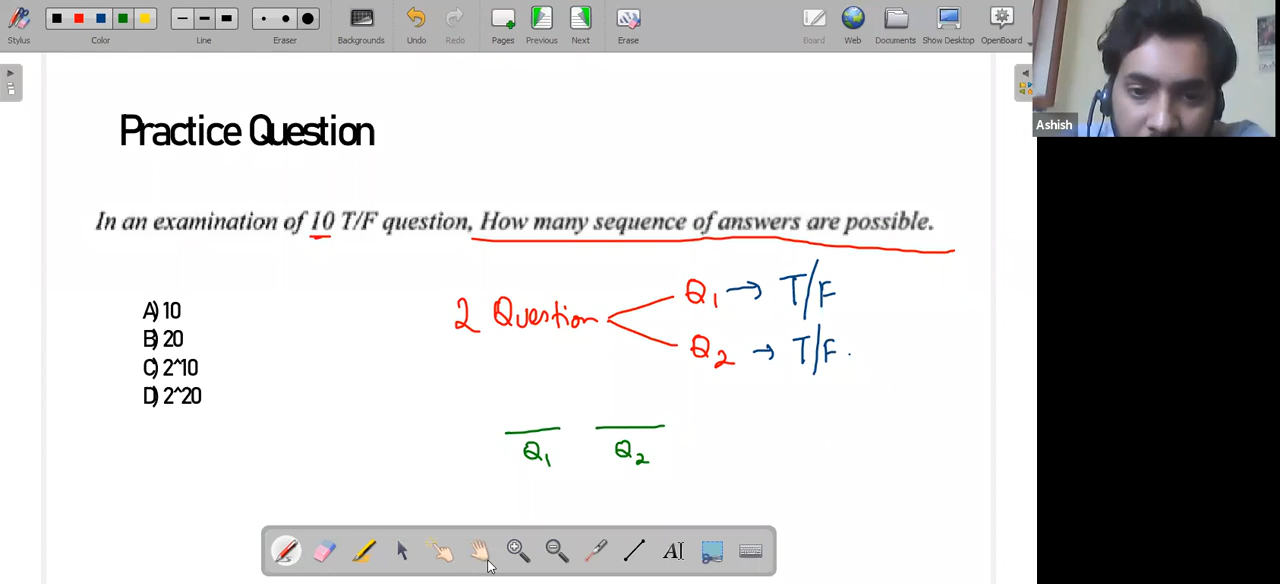 Stylus
Color
Line
Eraser
Backgrounds
Undo
Redo
Pages
Previous
Next
Erase
Board
Web
Documents
Show Desktop
OpenBoard
Ashish
Practice Question
In an examination of 10 T/F question, How many sequence of answers are possible.
A) 10
B) 20
C) 2^10
D) 2^20
2 Question
Q1 → T/F
Q2 → T/F.
Q1 Q2